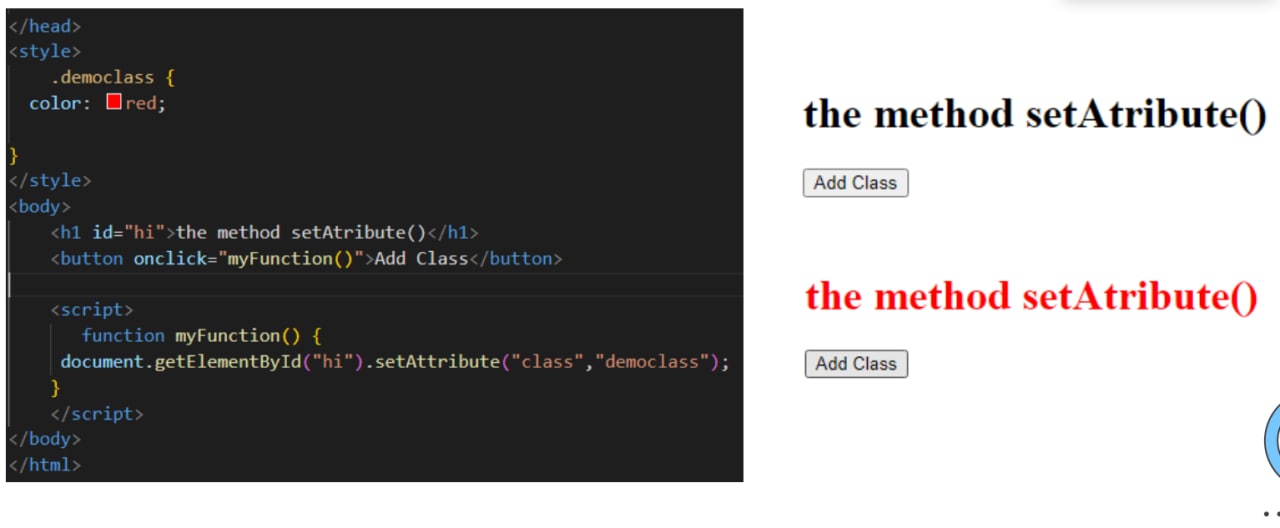 </head>
<style>
.democlass {
color: red;
}
</style>
<body>
<h1 id="hi">the method setAtribute()</h1>
<button onclick="myFunction()">Add Class</button>
<script>
function myFunction() {
document.getElementById("hi").setAttribute("class","democlass");
}
</script>
</body>
</html>
the method setAtribute()
Add Class
the method setAtribute()
Add Class